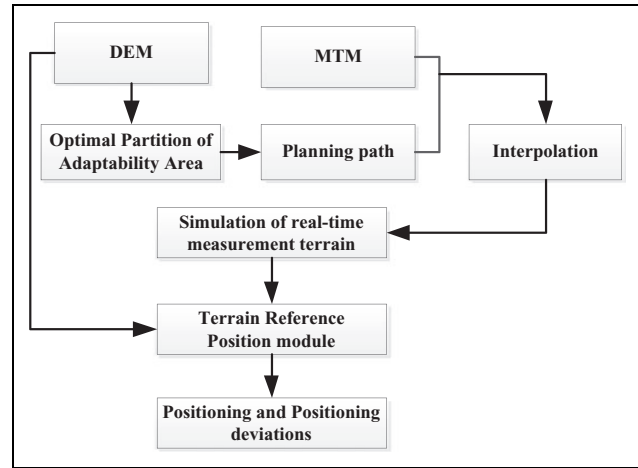 DEM
MTM
Optimal Partition of
Adaptability Area
Planning path
Interpolation
Simulation of real-time
measurement terrain
Terrain Reference
Position module
Positioning and Positioning
deviations